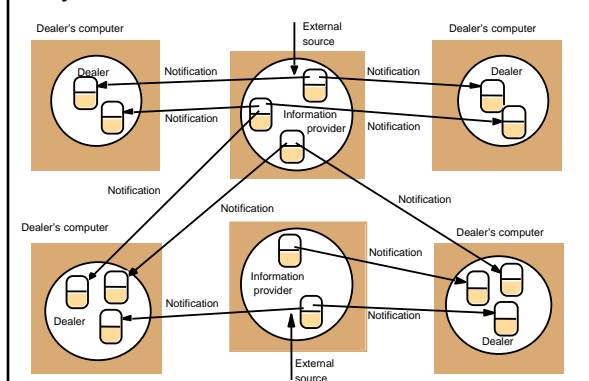 External
source
Dealer's computer
Dealer's computer
Dealer
Notification
Notification
Dealer
Notification
Information
provider
Notification
Notification
Notification
Notification
Dealer's computer
Dealer's computer
Notification
Information
provider
Notification
Notification
Dealer
Dealer
External
source